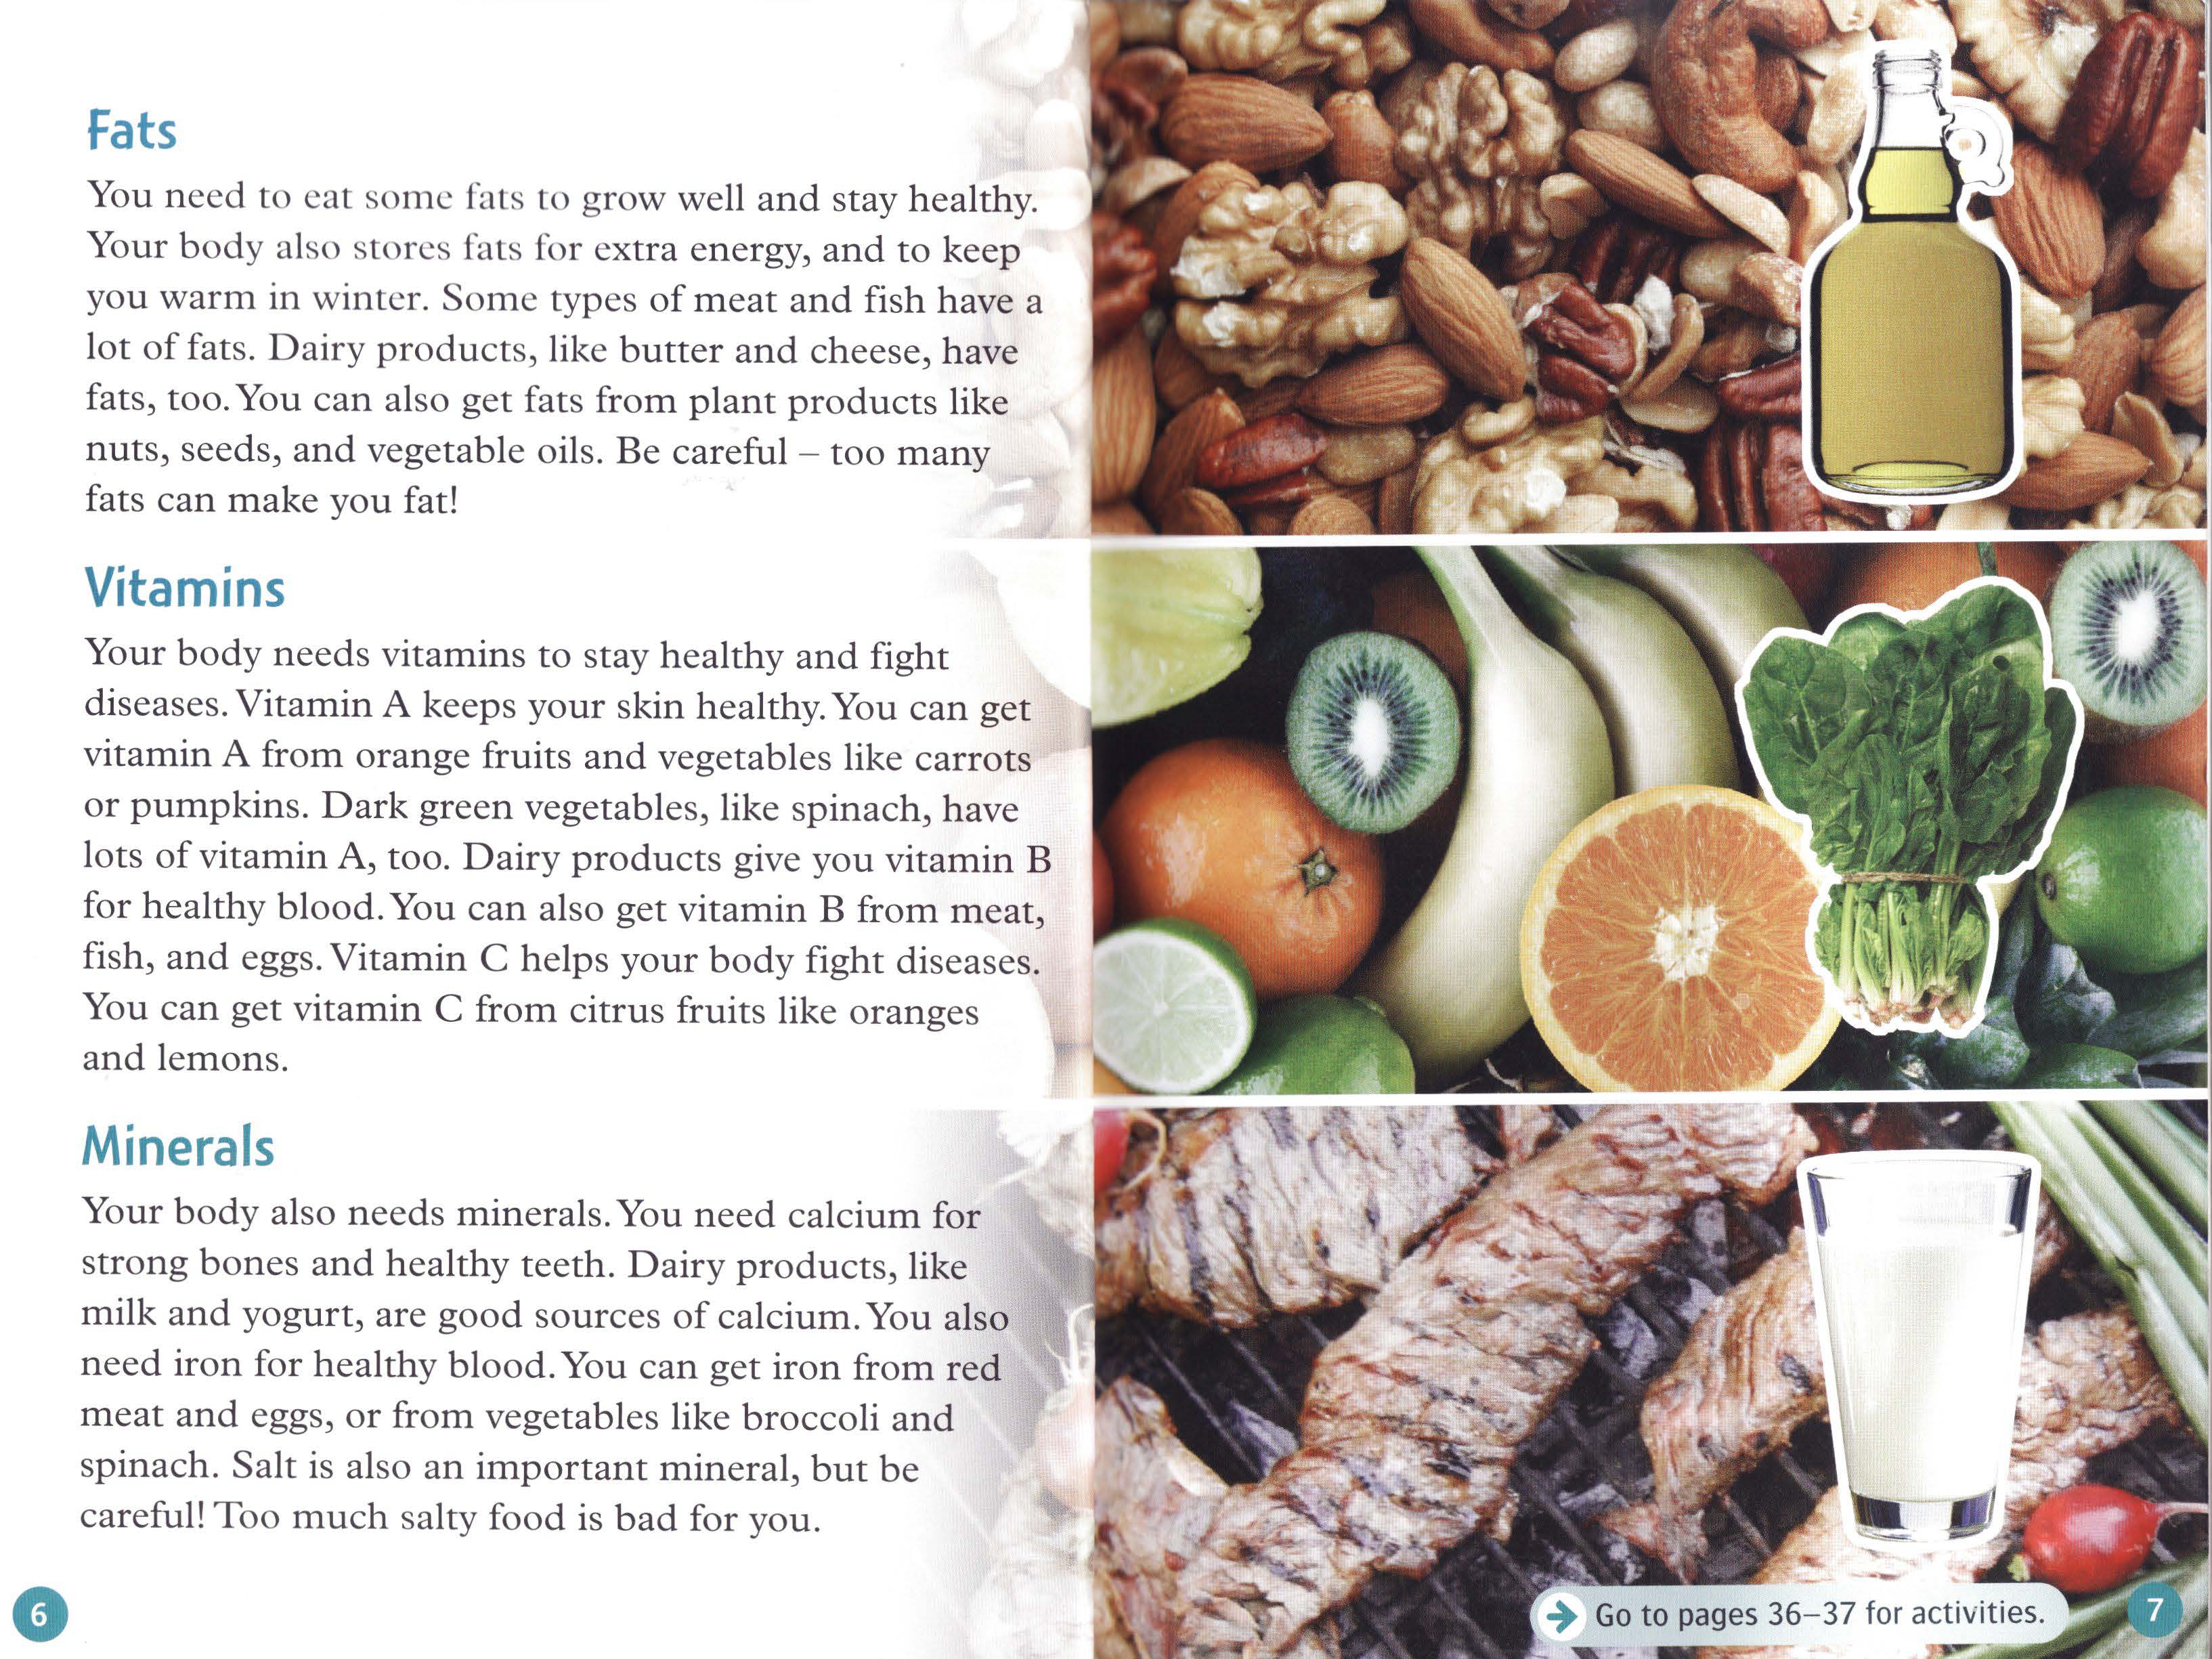 Fats
You need to eat some fats to grow well and stay healthy.
Your body also stores fats for extra energy, and to keep
you warm in winter. Some types of meat and fish have a
lot of fats. Dairy products, like butter and cheese, have
fats, too. You can also get fats from plant products like
nuts, seeds, and vegetable oils. Be careful – too many
fats can make you fat!
Vitamins
Your body needs vitamins to stay healthy and fight
diseases. Vitamin A keeps your skin healthy. You can get
vitamin A from orange fruits and vegetables like carrots
or pumpkins. Dark green vegetables, like spinach, have
lots of vitamin A, too. Dairy products give you vitamin B
for healthy blood. You can also get vitamin B from meat,
fish, and eggs. Vitamin C helps your body fight diseases.
You can get vitamin C from citrus fruits like oranges
and lemons.
Minerals
Your body also needs minerals. You need calcium for
strong bones and healthy teeth. Dairy products, like
milk and yogurt, are good sources of calcium. You also
need iron for healthy blood. You can get iron from red
meat and eggs, or from vegetables like broccoli and
spinach. Salt is also an important mineral, but be
careful! Too much salty food is bad for you.
6
Go to pages 36–37 for activities.
7